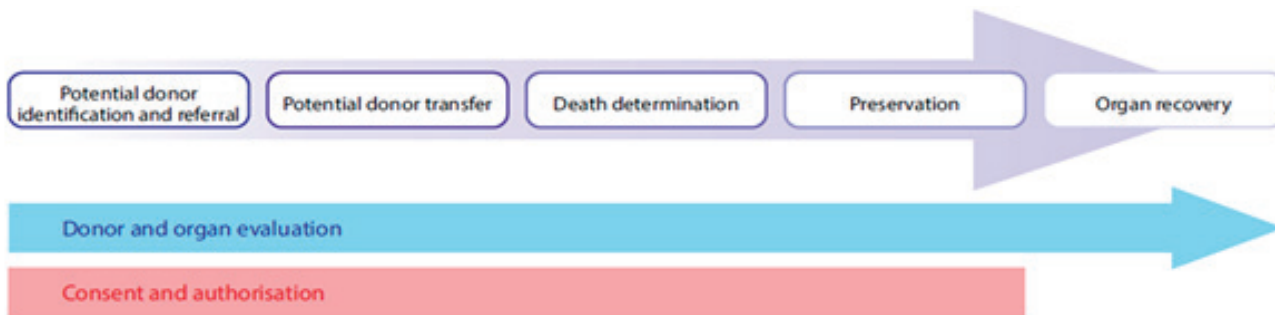 Potential donor
identification and referral
Potential donor transfer
Death determination
Preservation
Organ recovery
Donor and organ evaluation
Consent and authorisation